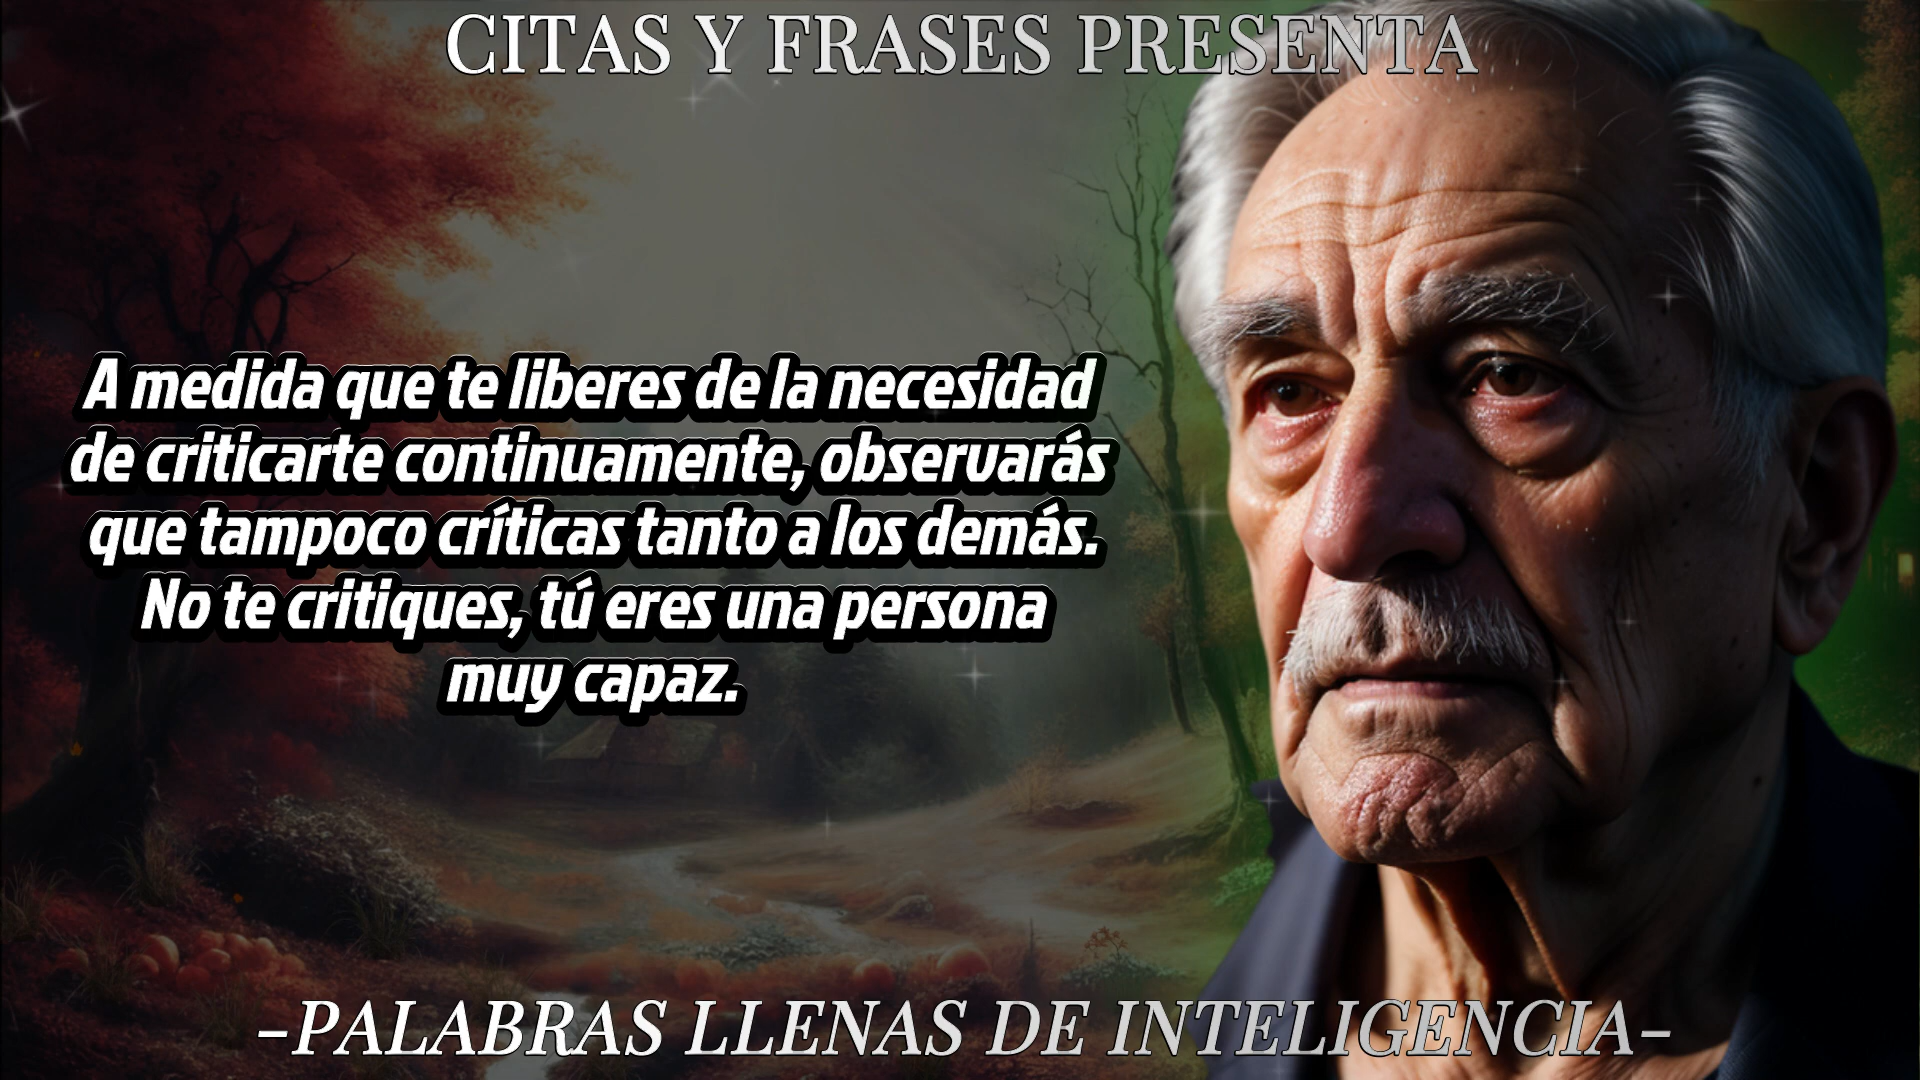 CITAS Y FRASES PRESENTA
A medida que te liberes de la necesidad
de criticarte continuamente, observarás
que tampoco críticas tanto a los demás.
No te critiques, tú eres una persona
muy capaz.
-PALABRAS LLENAS DE INTELIGENCIA-